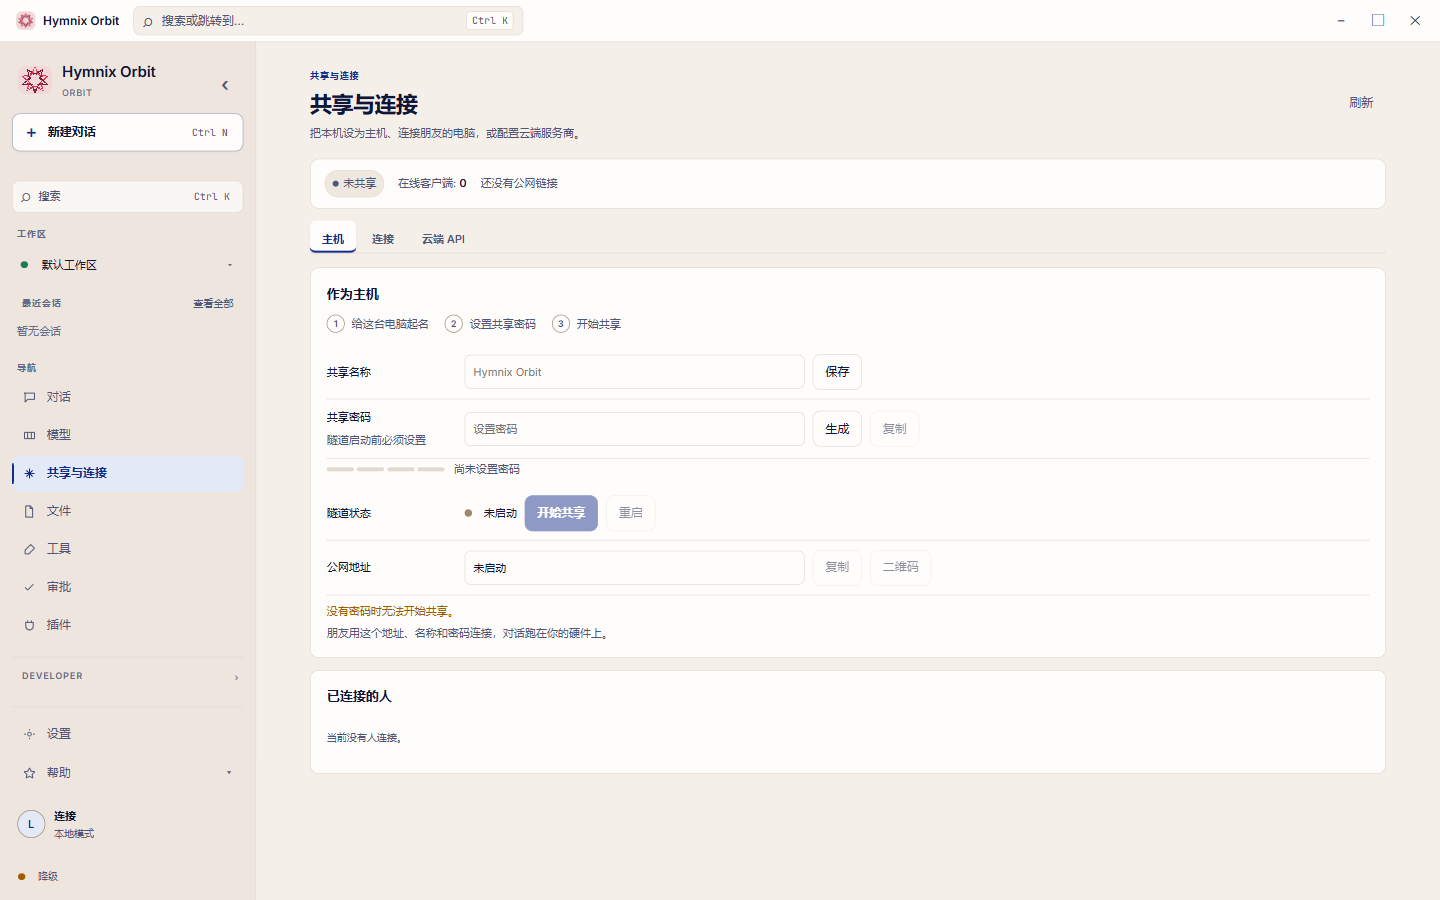 Hymnix Orbit
搜索或跳转到...
Ctrl K
Hymnix Orbit
ORBIT
新建对话
Ctrl N
搜索
Ctrl K
工作区
默认工作区
最近会话
查看全部
暂无会话
导航
对话
模型
共享与连接
文件
工具
审批
插件
DEVELOPER
设置
帮助
L
连接
本地模式
降级
共享与连接
共享与连接
刷新
把本机设为主机、连接朋友的电脑，或配置云端服务商。
未共享
在线客户端: 0
还没有公网链接
主机
连接
云端 API
作为主机
1 给这台电脑起名
2 设置共享密码
3 开始共享
共享名称
Hymnix Orbit
保存
共享密码
隧道启动前必须设置
设置密码
生成
复制
尚未设置密码
隧道状态
未启动
开始共享
重启
公网地址
未启动
复制
二维码
没有密码时无法开始共享。
朋友用这个地址、名称和密码连接，对话跑在你的硬件上。
已连接的人
当前没有人连接。